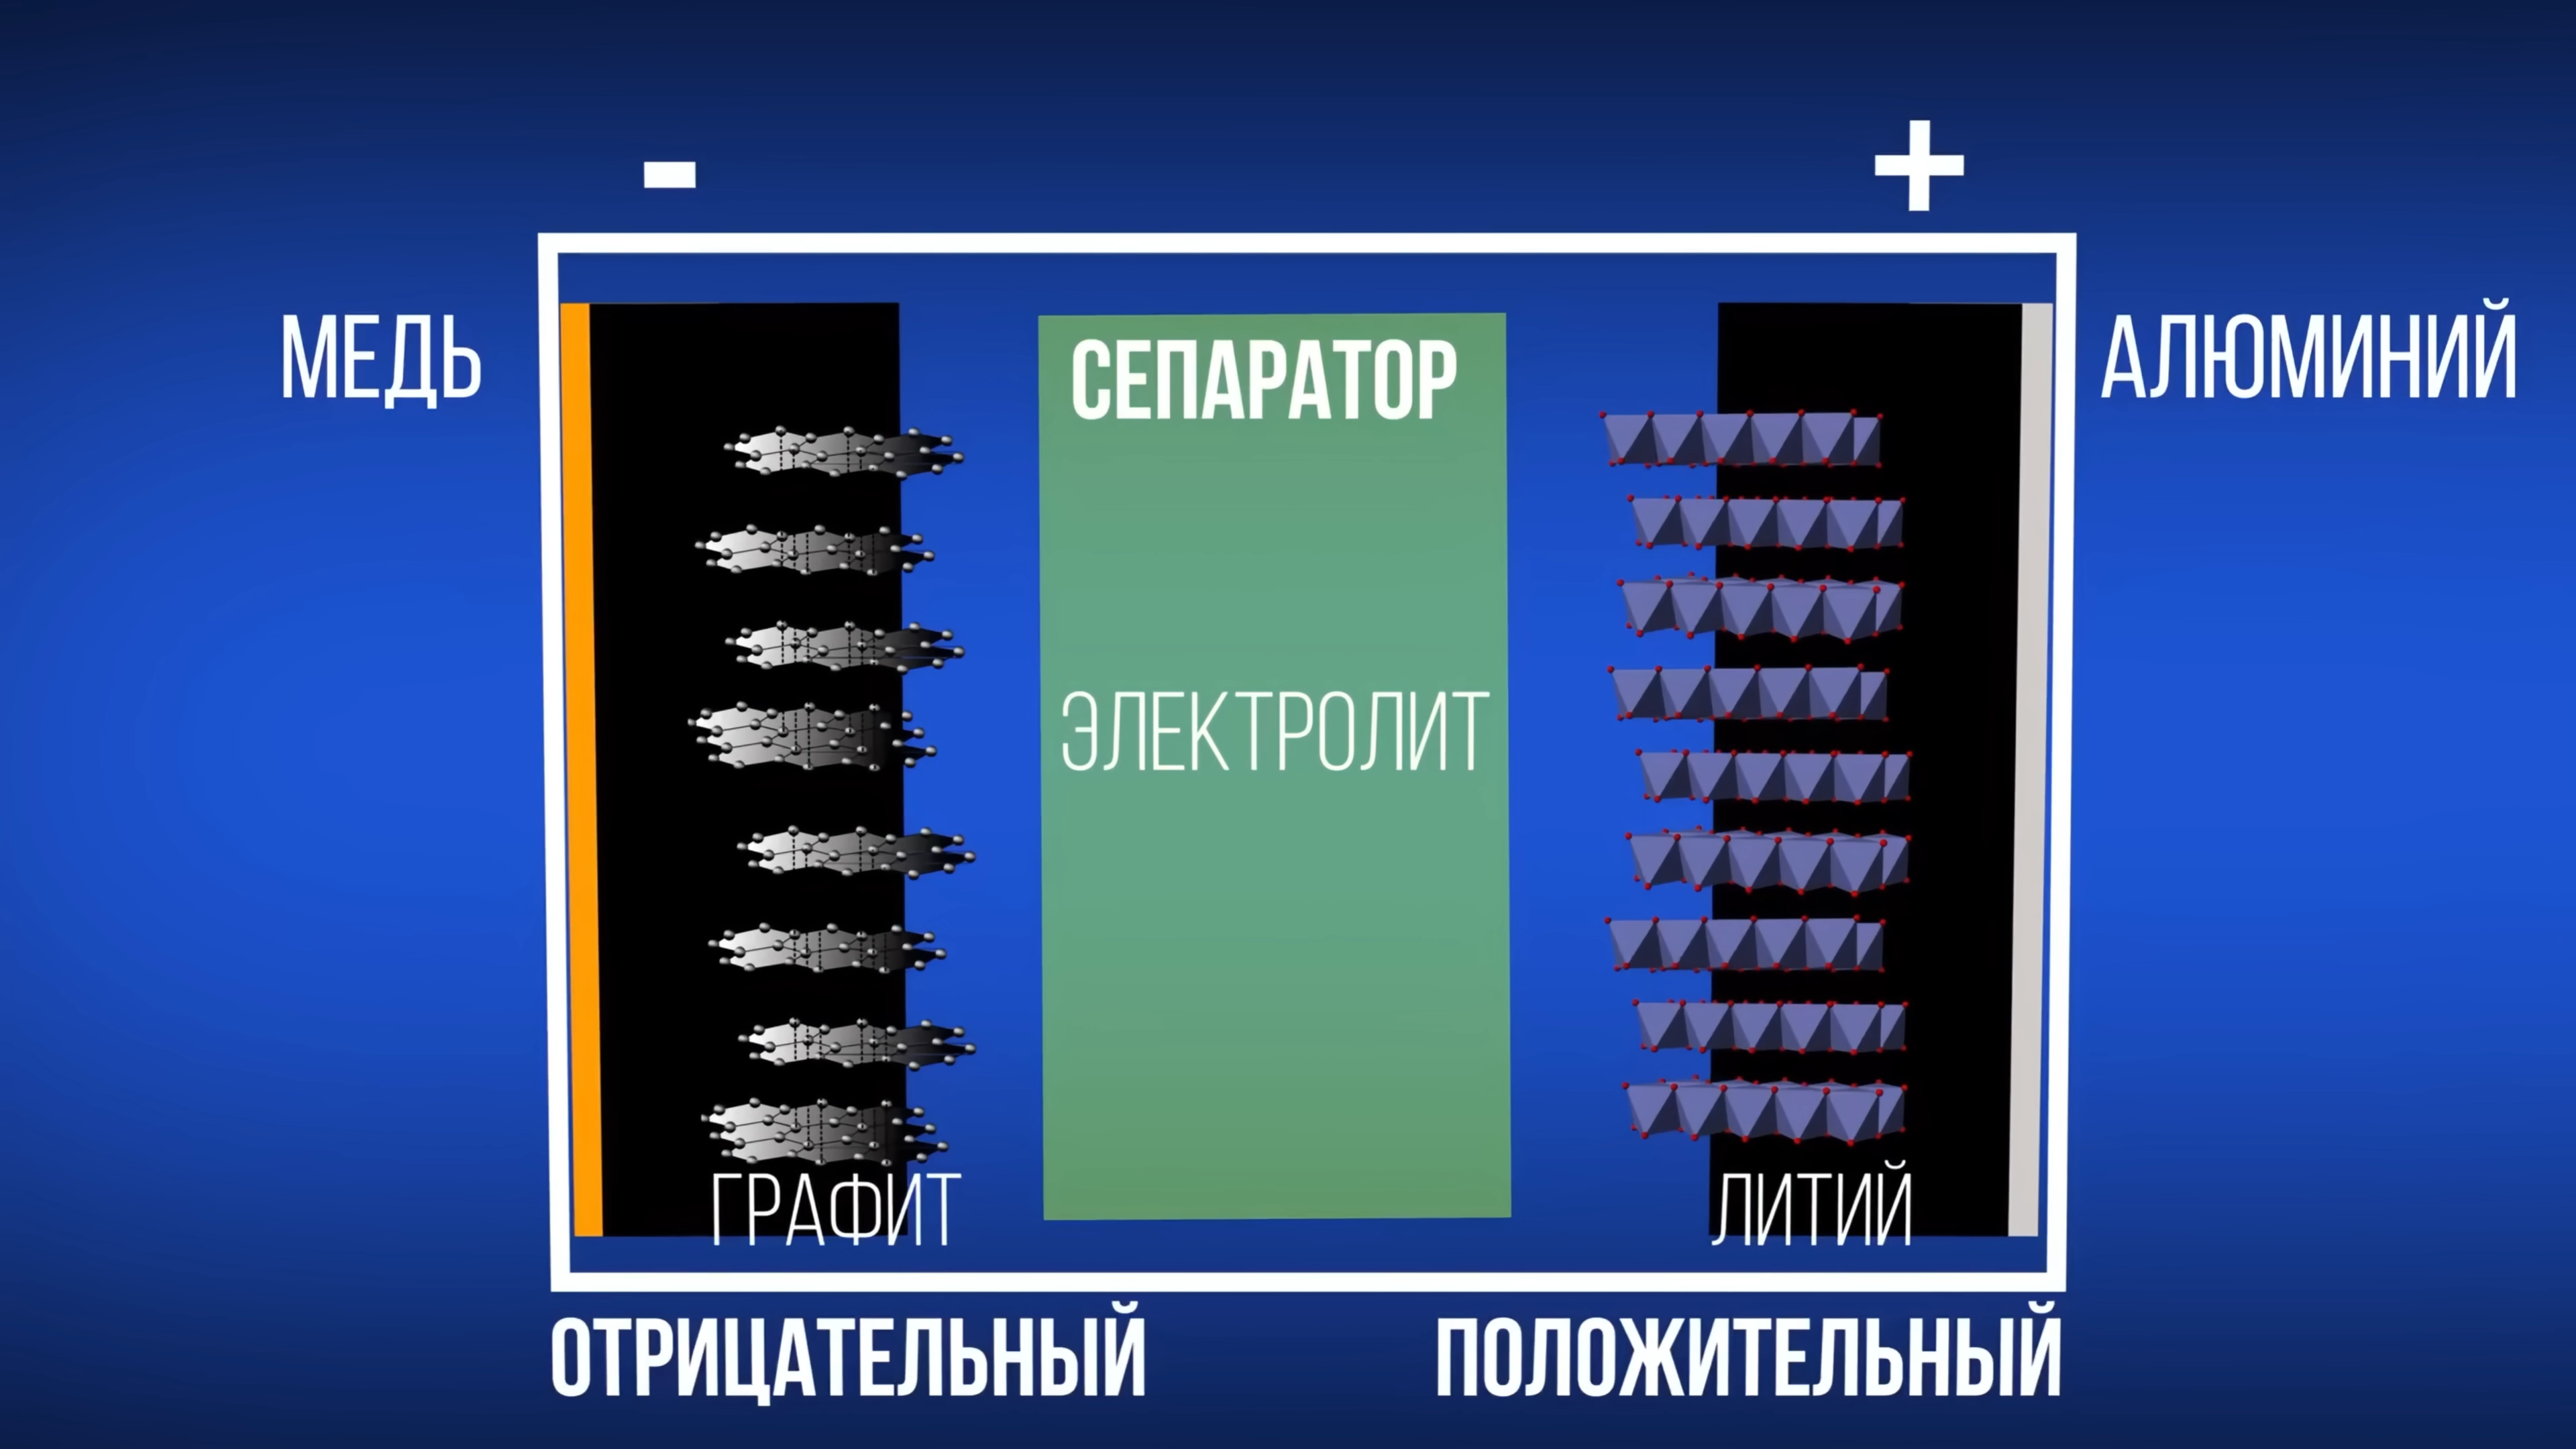 - +
МЕДЬ
АЛЮМИНИЙ
СЕПАРАТОР
ЭЛЕКТРОЛИТ
ГРАФИТ
ЛИТИЙ
ОТРИЦАТЕЛЬНЫЙ
ПОЛОЖИТЕЛЬНЫЙ